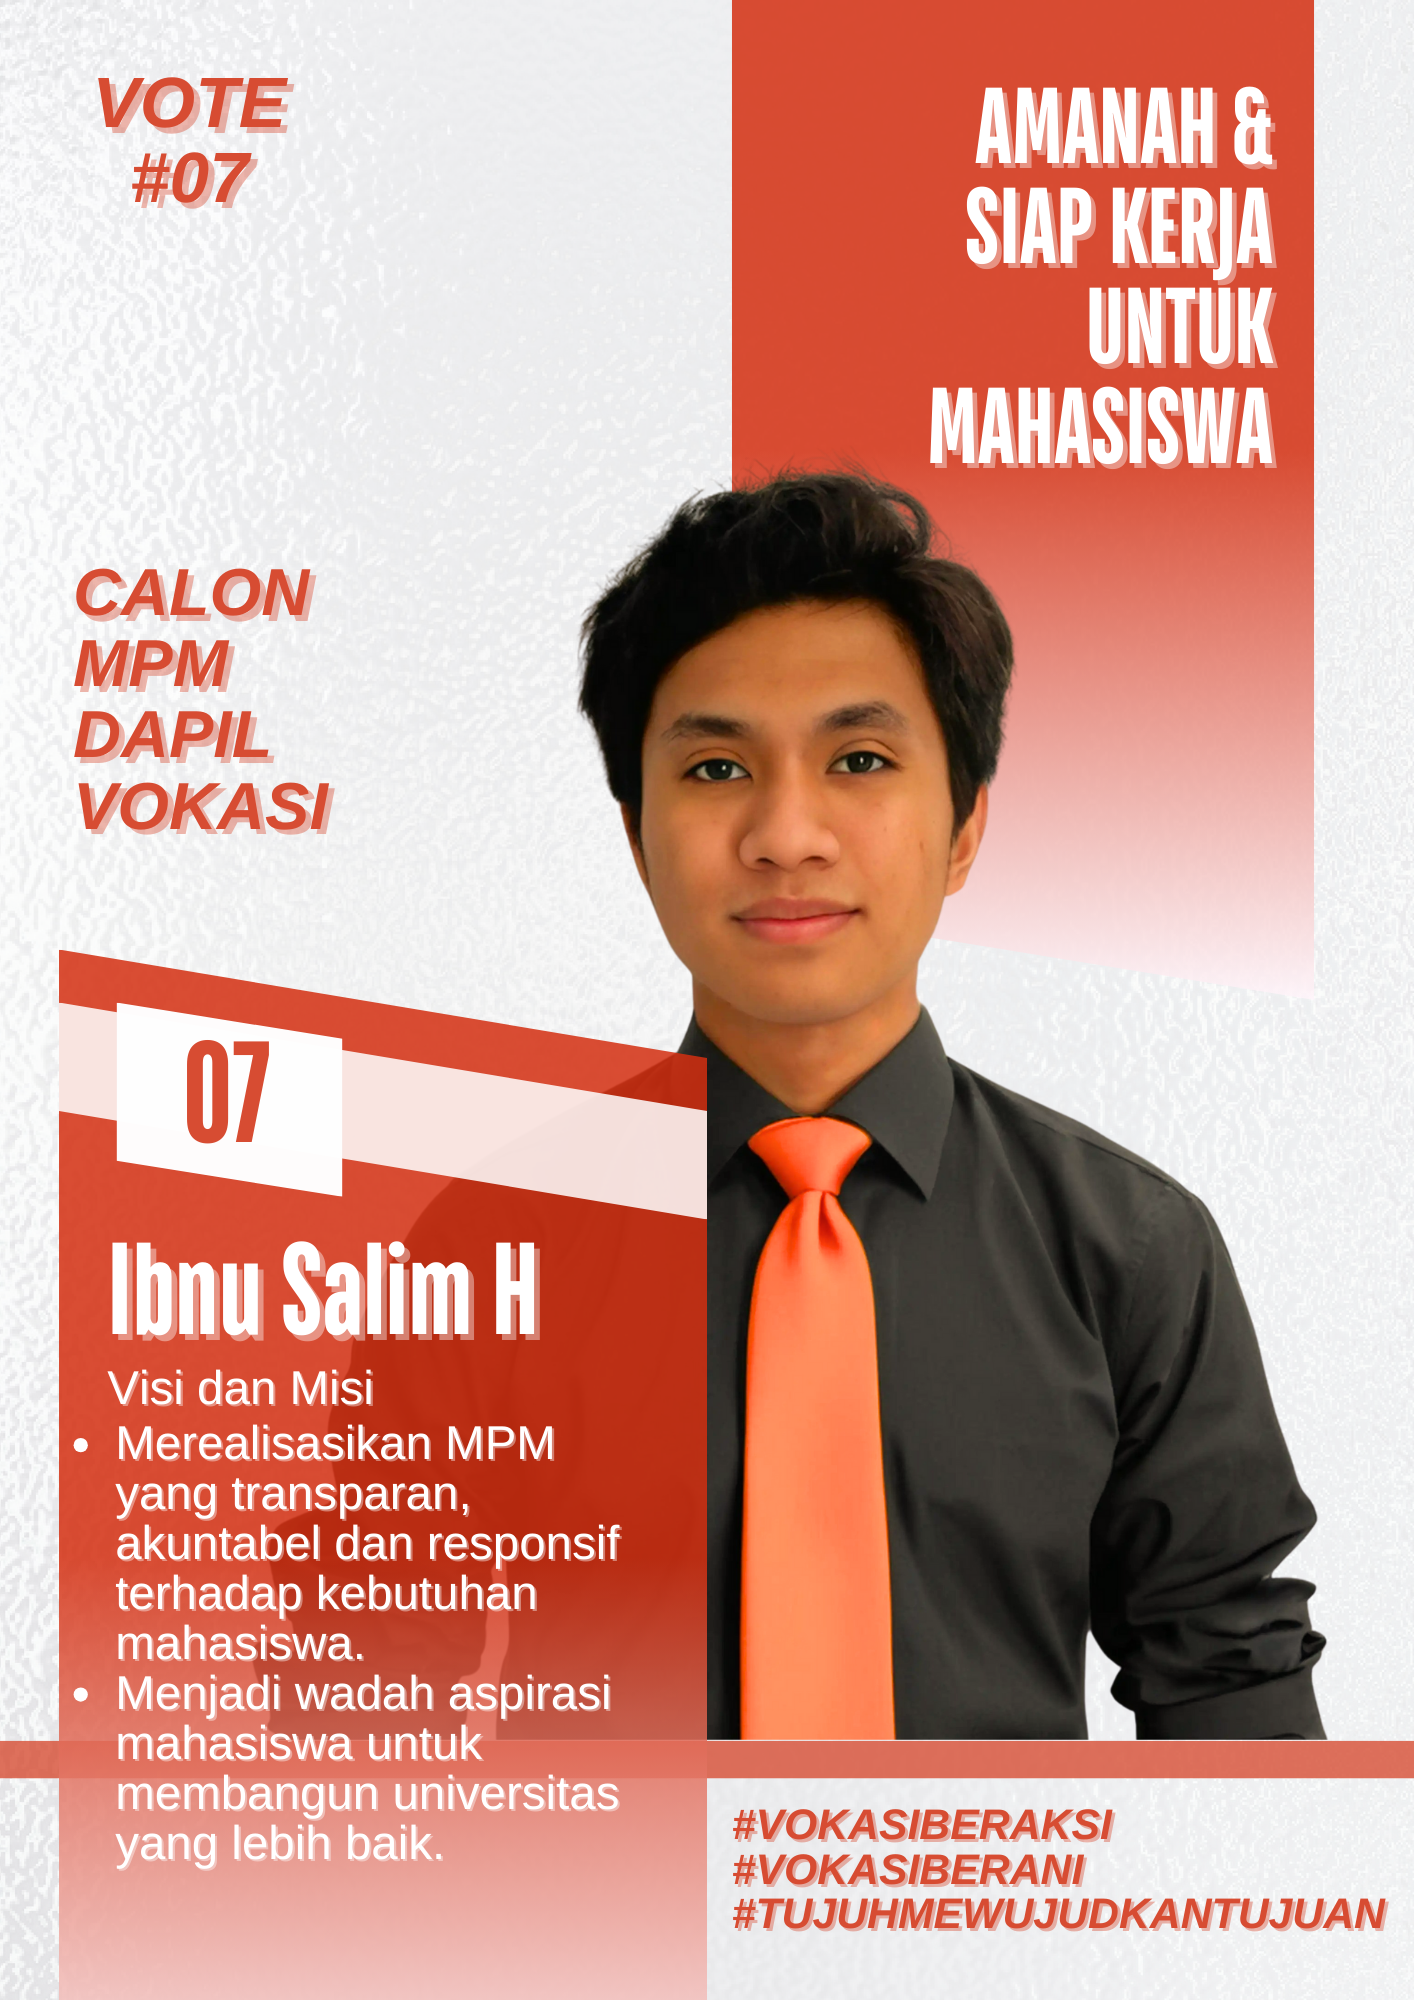 VOTE
#07
AMANAH &
SIAP KERJA
UNTUK
MAHASISWA
CALON
MPM
DAPIL
VOKASI
07
Ibnu Salim H
Visi dan Misi
• Merealisasikan MPM
yang transparan,
akuntabel dan responsif
terhadap kebutuhan
mahasiswa.
• Menjadi wadah aspirasi
mahasiswa untuk
membangun universitas
yang lebih baik.
#VOKASIBERAKSI
#VOKASIBERANI
#TUJUHMEWUJUDKANTUJUAN